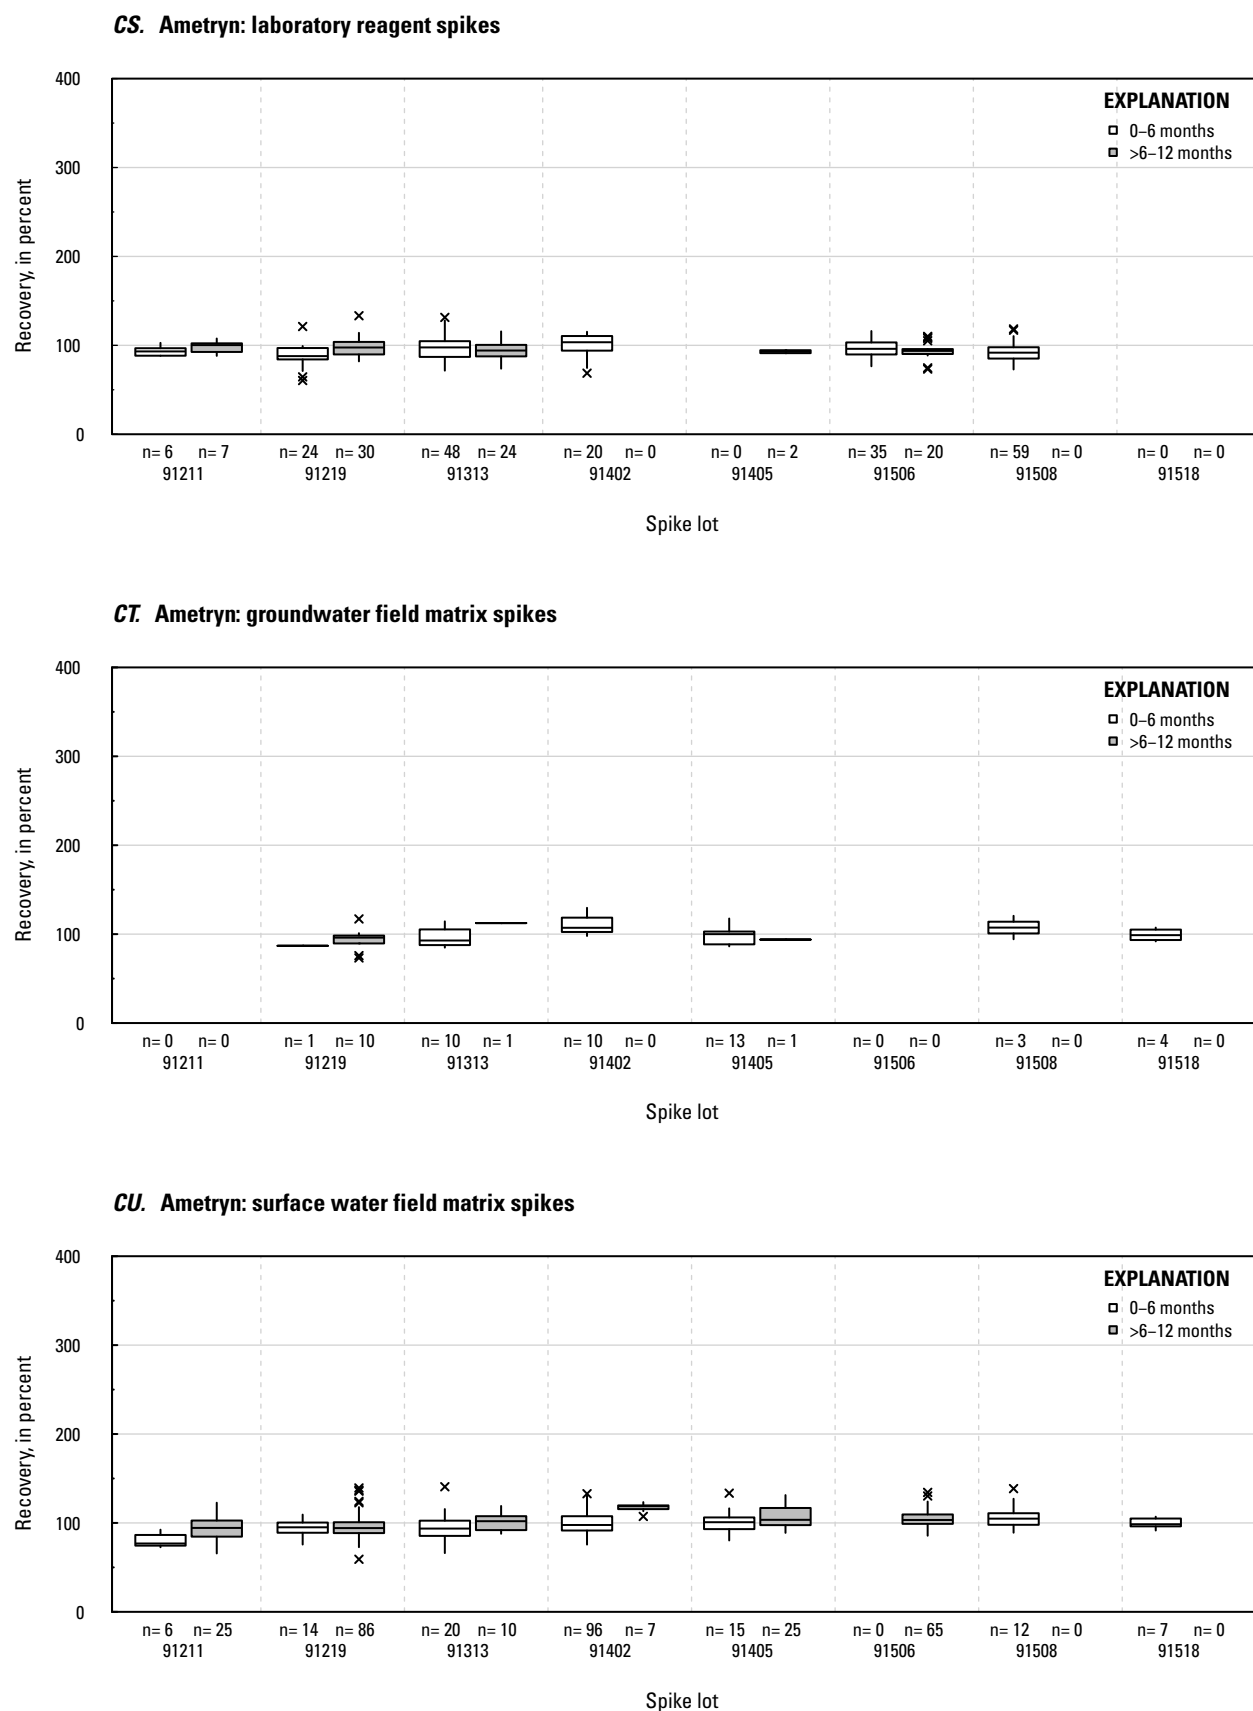 CS. Ametryn: laboratory reagent spikes
400
300
200
100
0
Recovery, in percent
EXPLANATION
0–6 months
>6–12 months
n= 6 n= 7 n= 24 n= 30 n= 48 n= 24 n= 20 n= 0 n= 0 n= 2 n= 35 n= 20 n= 59 n= 0 n= 0 n= 0
91211 91219 91313 91402 91405 91506 91508 91518
Spike lot
CT. Ametryn: groundwater field matrix spikes
400
300
200
100
0
Recovery, in percent
EXPLANATION
0–6 months
>6–12 months
n= 0 n= 0 n= 1 n= 10 n= 10 n= 1 n= 10 n= 0 n= 13 n= 1 n= 0 n= 0 n= 3 n= 0 n= 4 n= 0
91211 91219 91313 91402 91405 91506 91508 91518
Spike lot
CU. Ametryn: surface water field matrix spikes
400
300
200
100
0
Recovery, in percent
EXPLANATION
0–6 months
>6–12 months
n= 6 n= 25 n= 14 n= 86 n= 20 n= 10 n= 96 n= 7 n= 15 n= 25 n= 0 n= 65 n= 12 n= 0 n= 7 n= 0
91211 91219 91313 91402 91405 91506 91508 91518
Spike lot